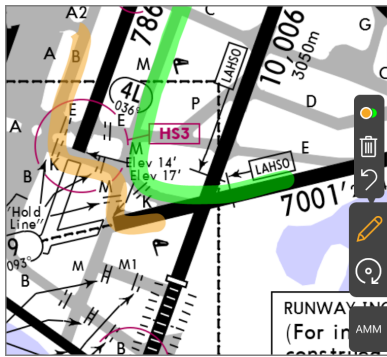 A2
786
C
G
A
B
M
LAHSO
10,006
3050m
C
4L
036°
P
D
E
A
HS3
M
E
Elev 14'
Elev 17'
LAHSO
K
B
M
K
7001'
'Hold
Line"
9
093°
M
M1
B
B
RUNWAY INC
(For in
AMM